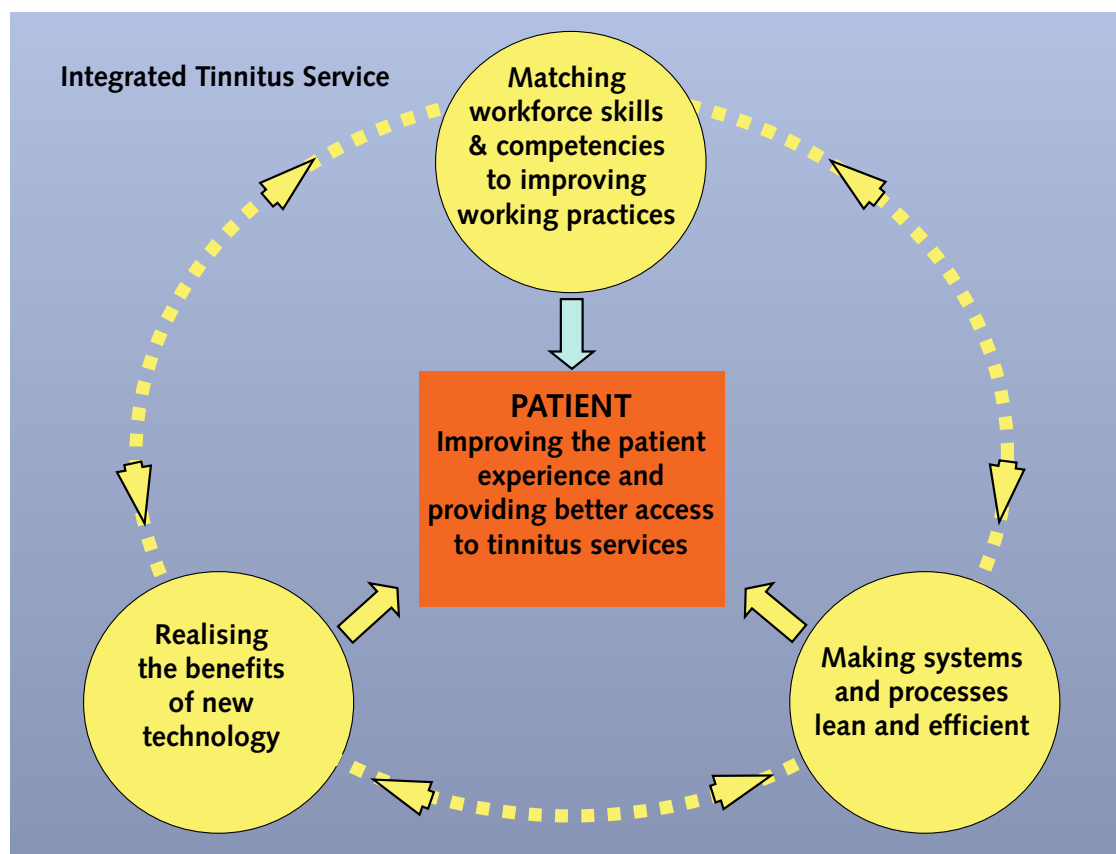 Integrated Tinnitus Service
Matching
workforce skills
& competencies
to improving
working practices
PATIENT
Improving the patient
experience and
providing better access
to tinnitus services
Realising
the benefits
of new
technology
Making systems
and processes
lean and efficient